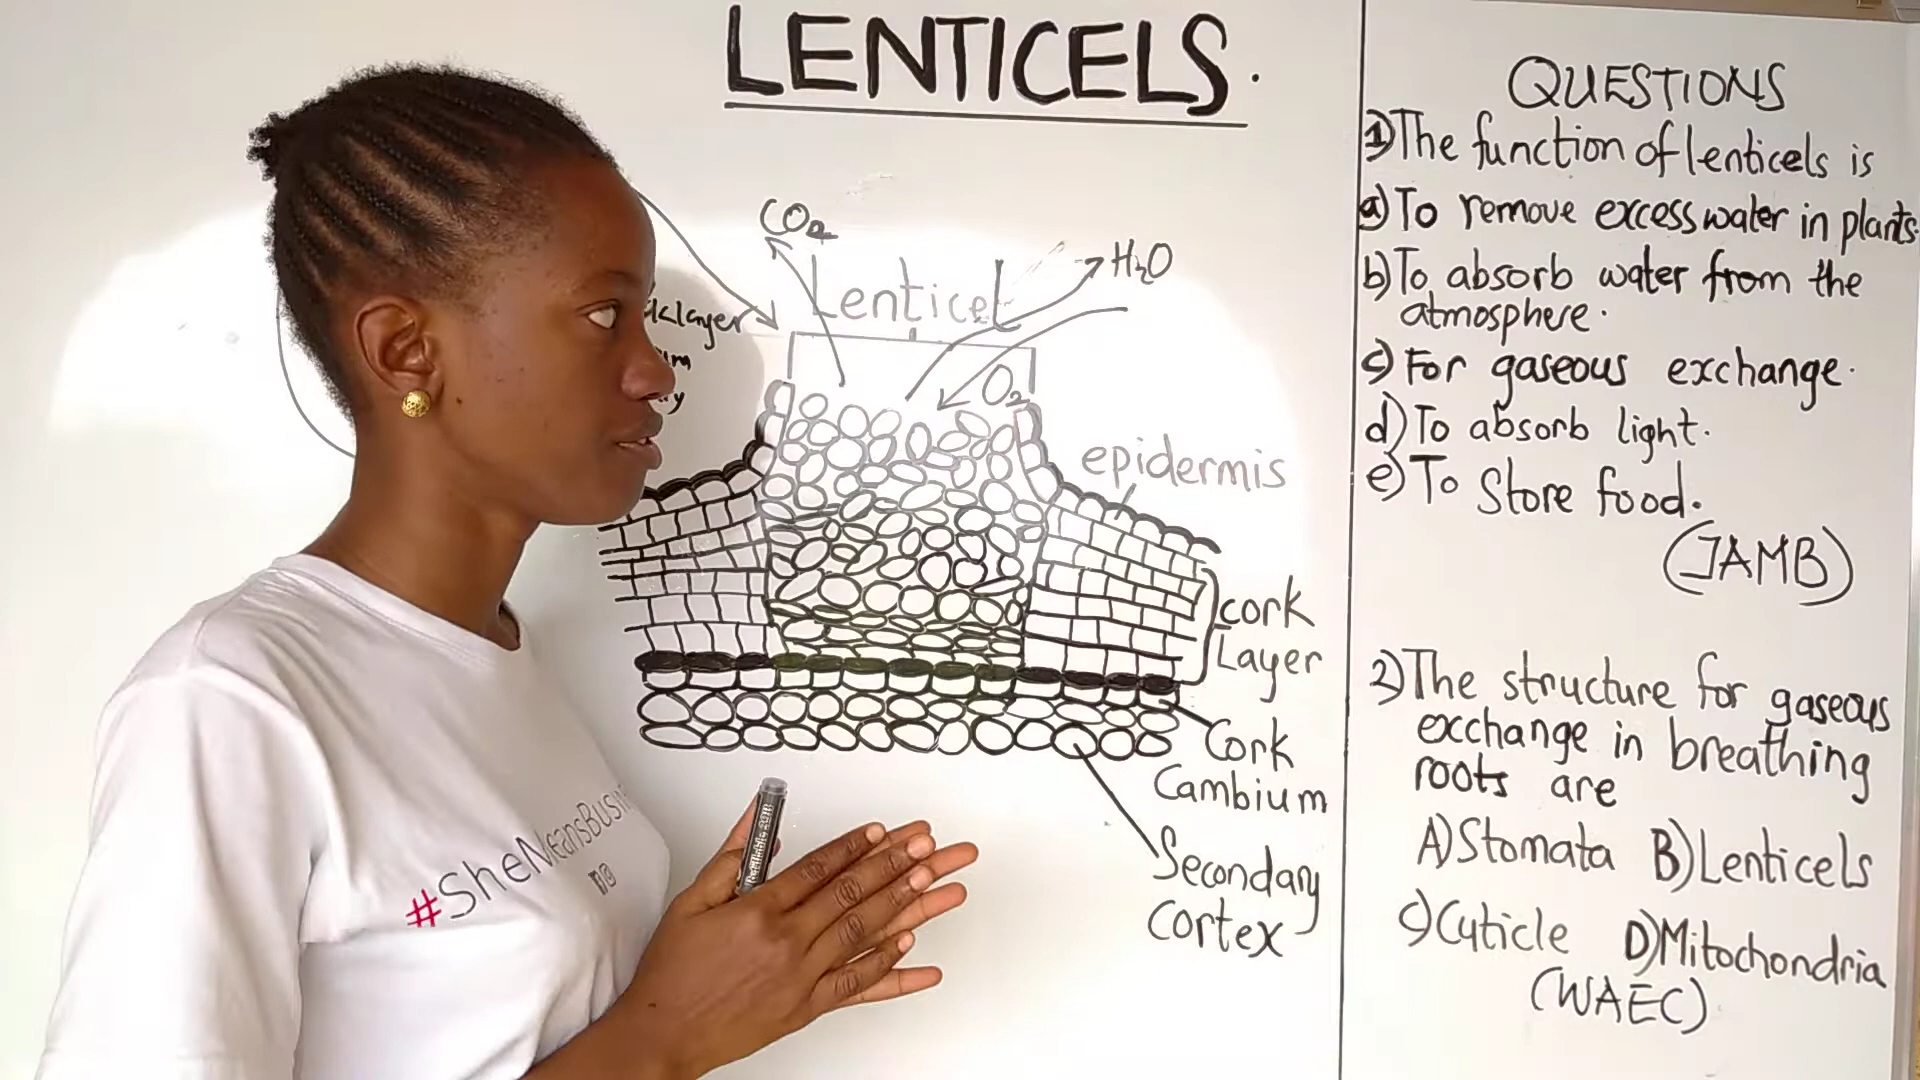 LENTICELS.
CO2
H2O
Lenticel
layer
O2
epidermis
cork
Layer
Cork
Cambium
Secondary
cortex
#SheMeansBusi
QUESTIONS
1) The function of lenticels is
a) To remove excess water in plants.
b) To absorb water from the
atmosphere.
c) For gaseous exchange.
d) To absorb light.
e) To Store food.
(JAMB)
2) The structure for gaseous
exchange in breathing
roots are
A) Stomata B) Lenticels
C) Cuticle D) Mitochondria
(WAEC)